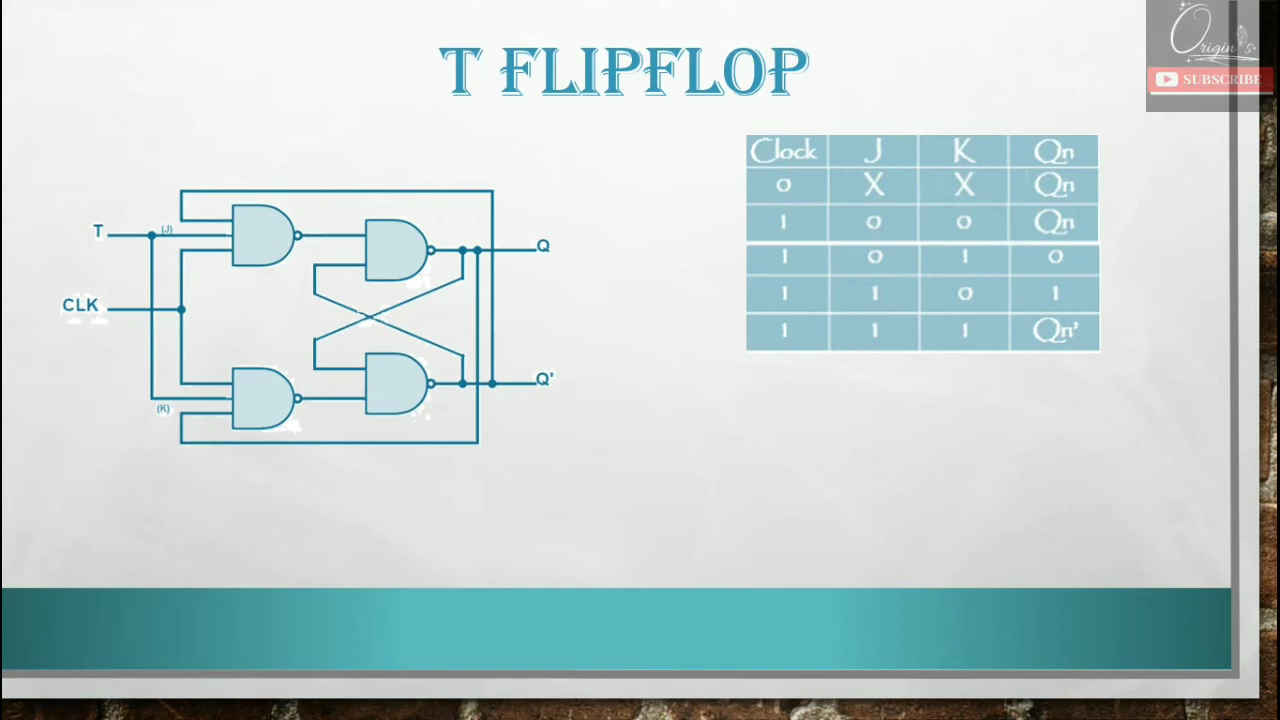 T FLIPFLOP
Origin's
SUBSCRIBE
T
(J)
CLK
(K)
Q
Q'
Clock J K Qn
0 X X Qn
1 0 0 Qn
1 0 1 0
1 1 0 1
1 1 1 Qn'